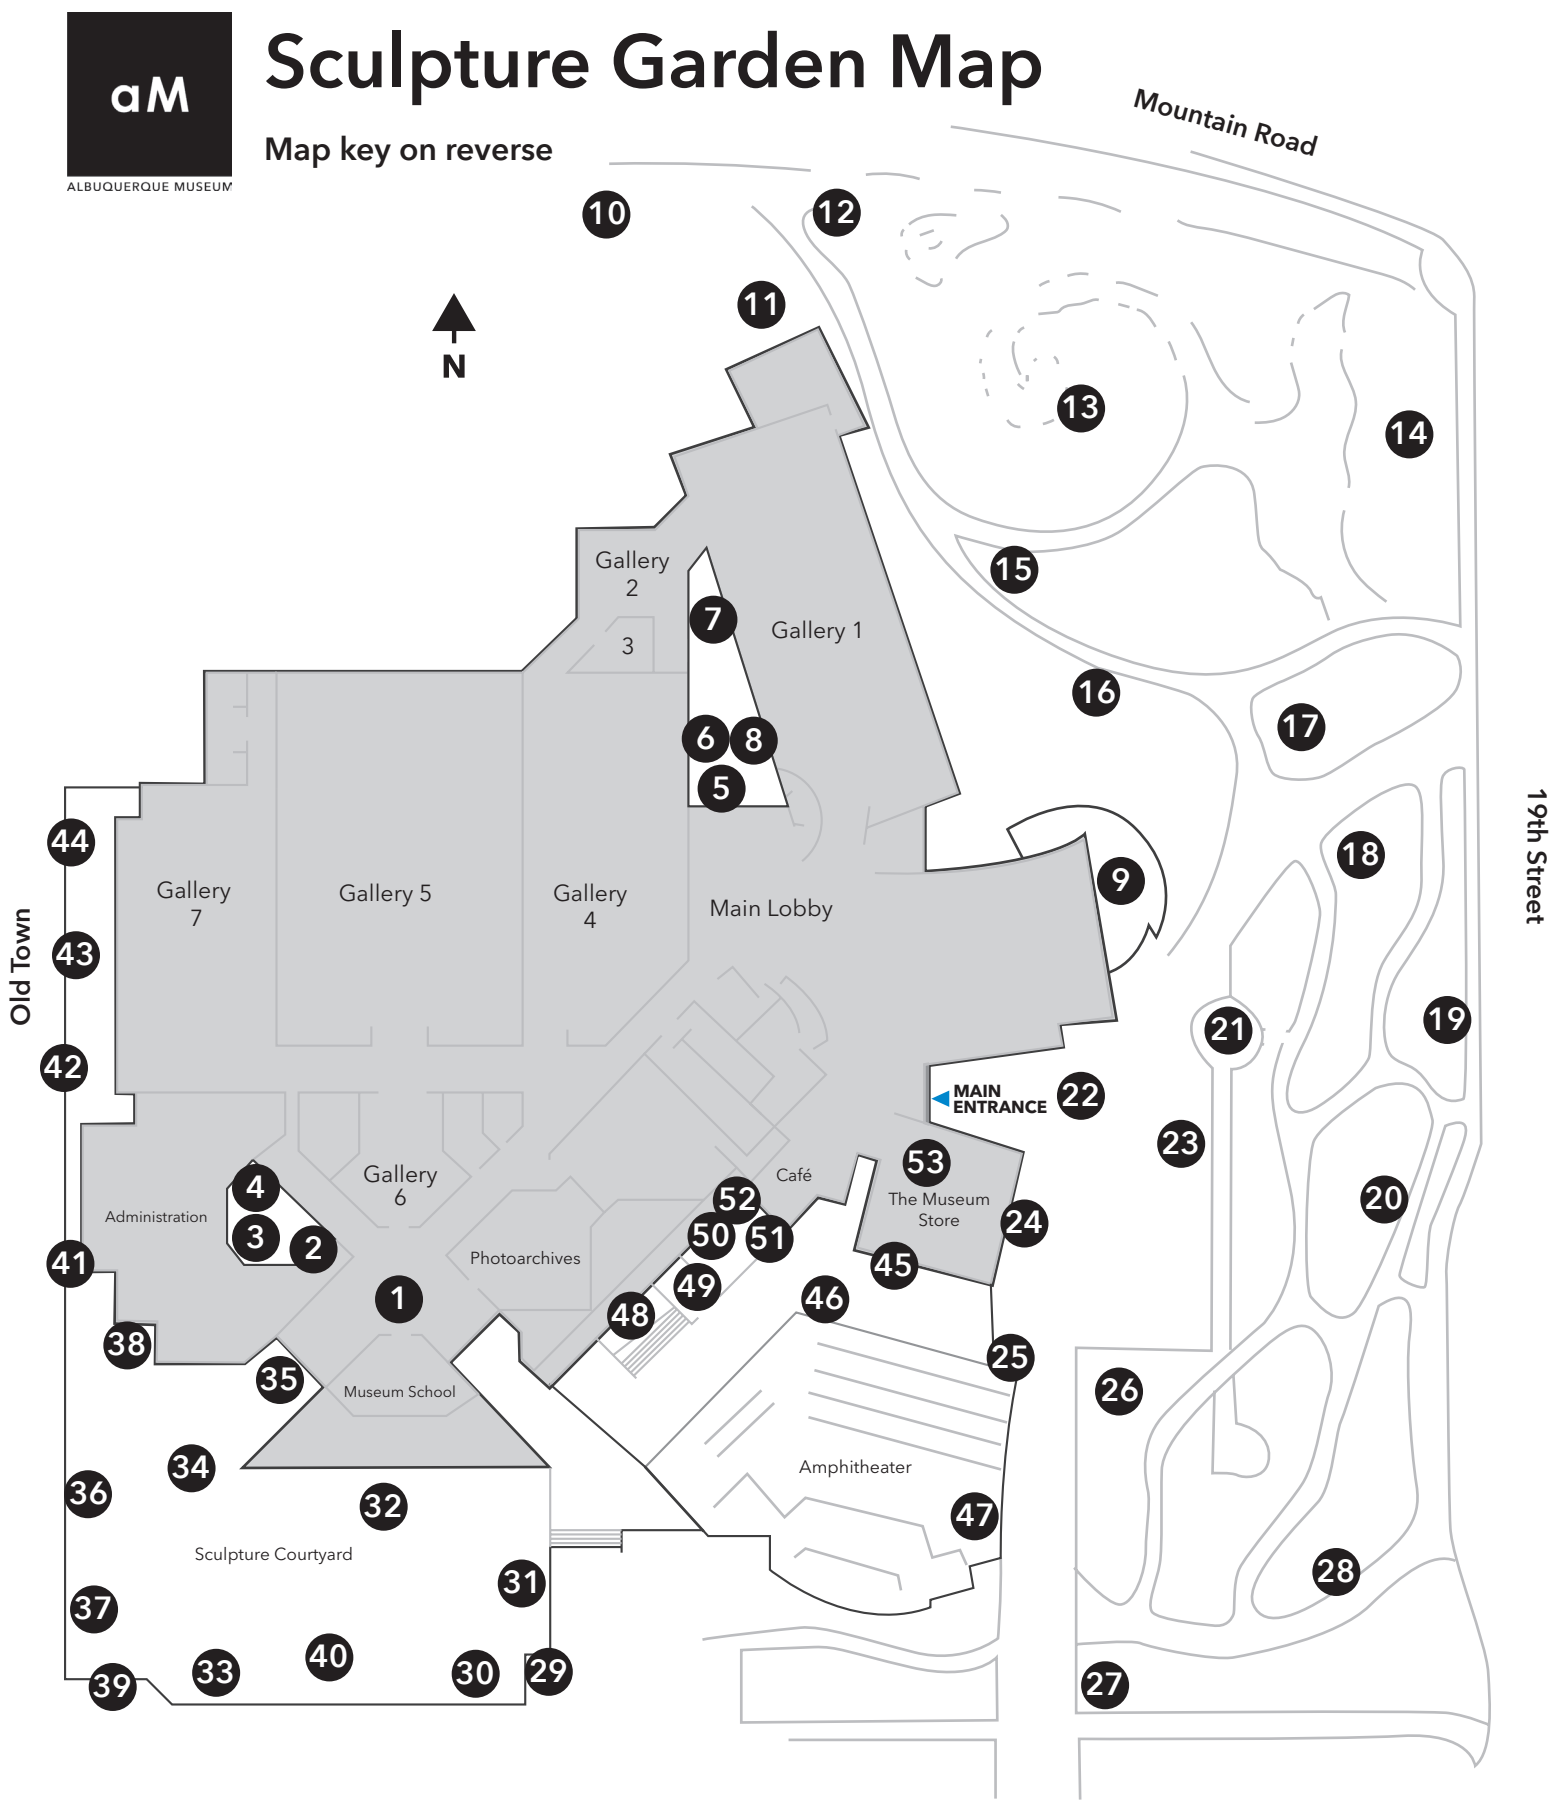 aM
ALBUQUERQUE MUSEUM
Sculpture Garden Map
Map key on reverse
Mountain Road
10
12
11
N
13
14
Gallery
2
15
7
Gallery 1
3
16
17
6
8
5
19th Street
44
18
9
Gallery
7
Gallery 5
Gallery
4
Main Lobby
Old Town
43
19
21
42
MAIN
ENTRANCE
22
23
53
Café
Gallery
6
4
52
The Museum
Store
20
Administration
24
3
2
50
51
Photoarchives
41
45
49
1
46
48
38
25
35
Museum School
26
34
Amphitheater
36
32
47
Sculpture Courtyard
28
31
37
40
33
30
29
39
27